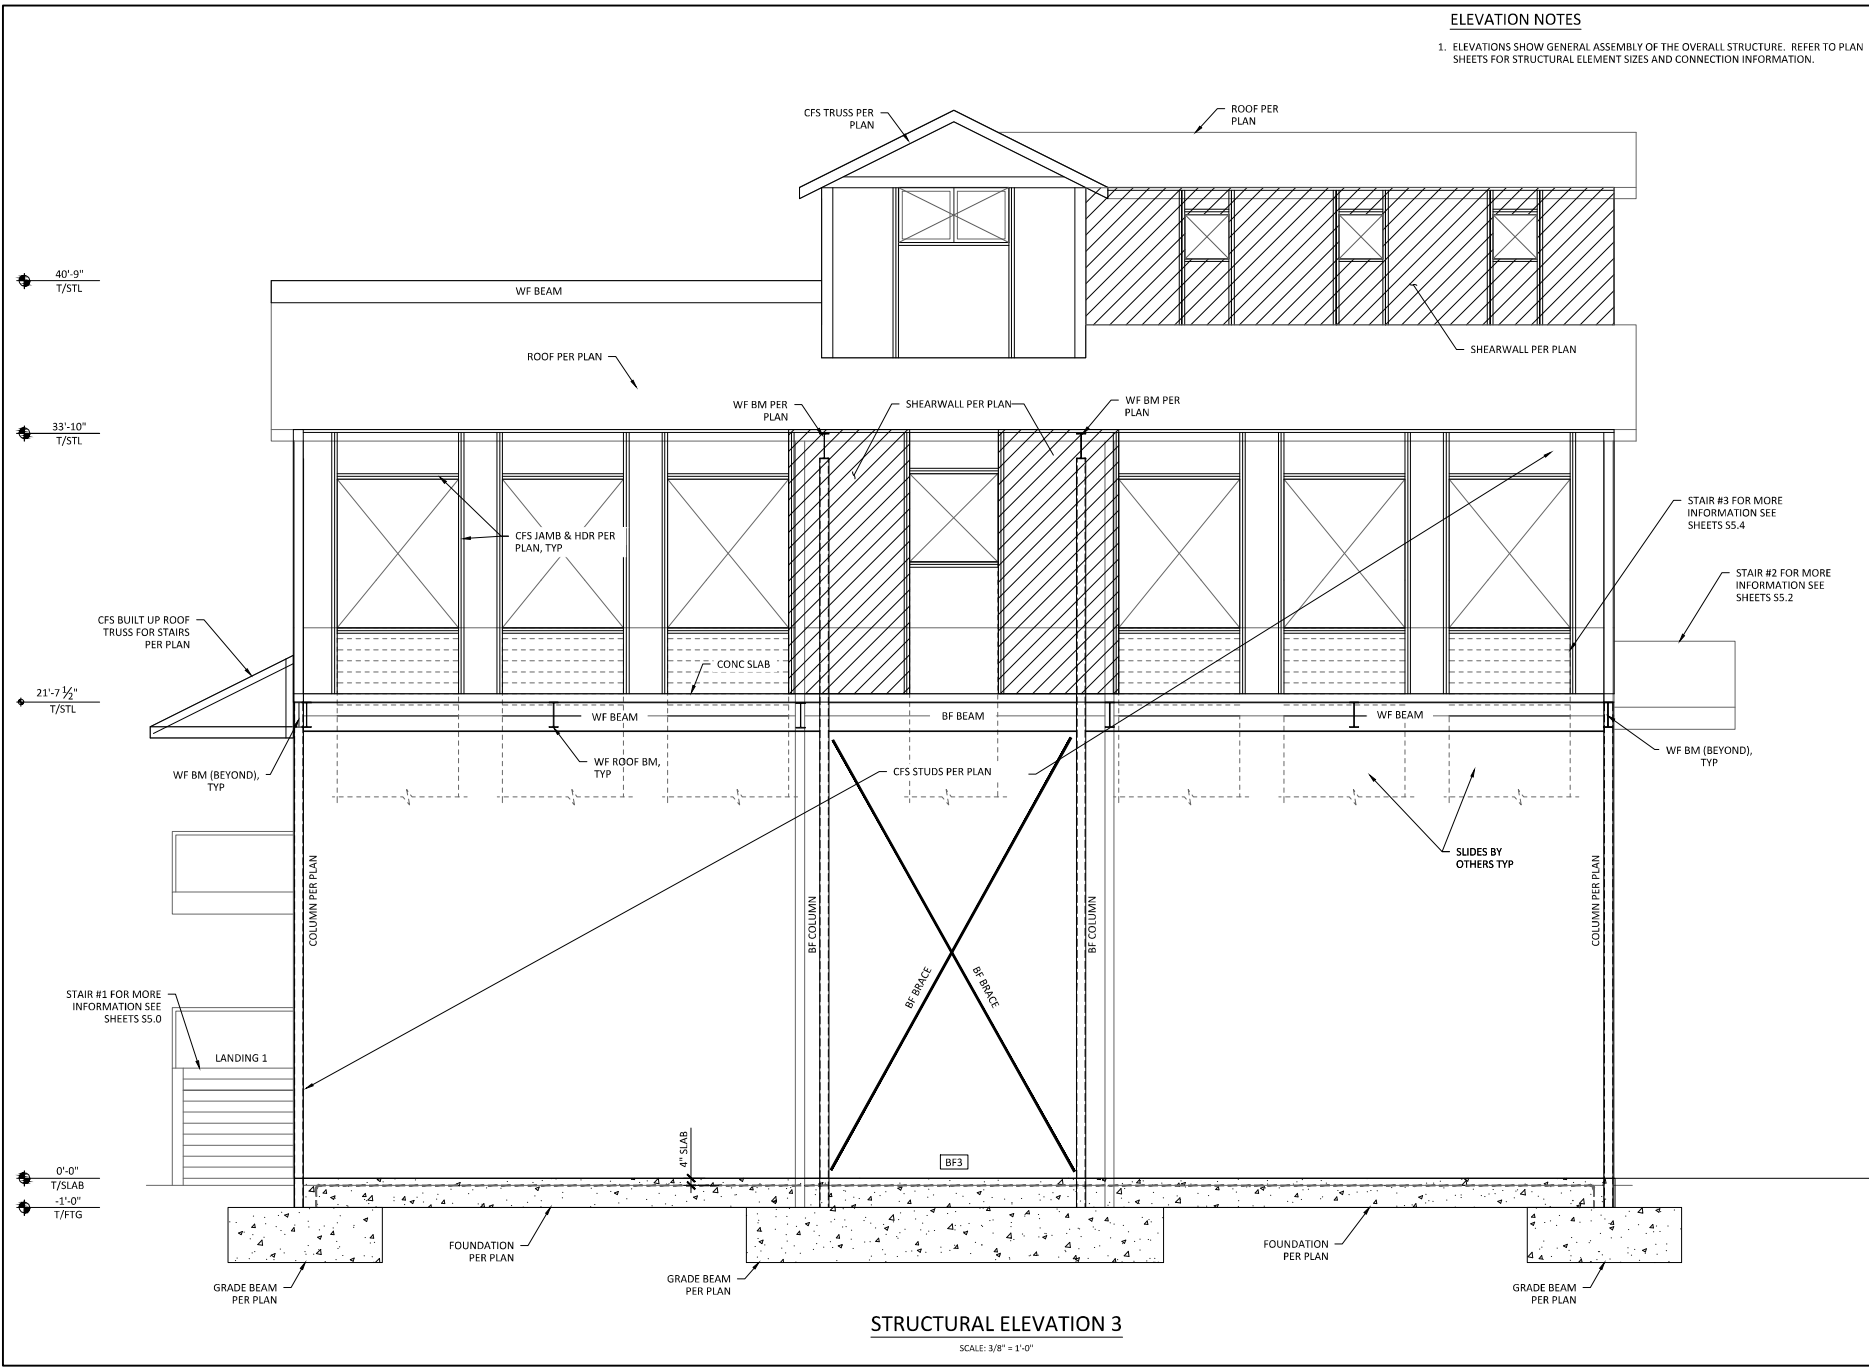 ELEVATION NOTES
1. ELEVATIONS SHOW GENERAL ASSEMBLY OF THE OVERALL STRUCTURE. REFER TO PLAN
SHEETS FOR STRUCTURAL ELEMENT SIZES AND CONNECTION INFORMATION.
CFS TRUSS PER
PLAN
ROOF PER
PLAN
40'-9"
T/STL
WF BEAM
ROOF PER PLAN
SHEARWALL PER PLAN
WF BM PER
PLAN
SHEARWALL PER PLAN
WF BM PER
PLAN
33'-10"
T/STL
CFS JAMB & HDR PER
PLAN, TYP
STAIR #3 FOR MORE
INFORMATION SEE
SHEETS S5.4
STAIR #2 FOR MORE
INFORMATION SEE
SHEETS S5.2
CFS BUILT UP ROOF
TRUSS FOR STAIRS
PER PLAN
CONC SLAB
21'-7 1/2"
T/STL
WF BEAM
BF BEAM
WF BEAM
WF BM (BEYOND),
TYP
WF ROOF BM,
TYP
CFS STUDS PER PLAN
WF BM (BEYOND),
TYP
SLIDES BY
OTHERS TYP
COLUMN PER PLAN
BF COLUMN
BF BRACE
BF BRACE
BF COLUMN
COLUMN PER PLAN
STAIR #1 FOR MORE
INFORMATION SEE
SHEETS S5.0
LANDING 1
4" SLAB
BF3
0'-0"
T/SLAB
-1'-0"
T/FTG
FOUNDATION
PER PLAN
FOUNDATION
PER PLAN
GRADE BEAM
PER PLAN
GRADE BEAM
PER PLAN
GRADE BEAM
PER PLAN
STRUCTURAL ELEVATION 3
SCALE: 3/8" = 1'-0"